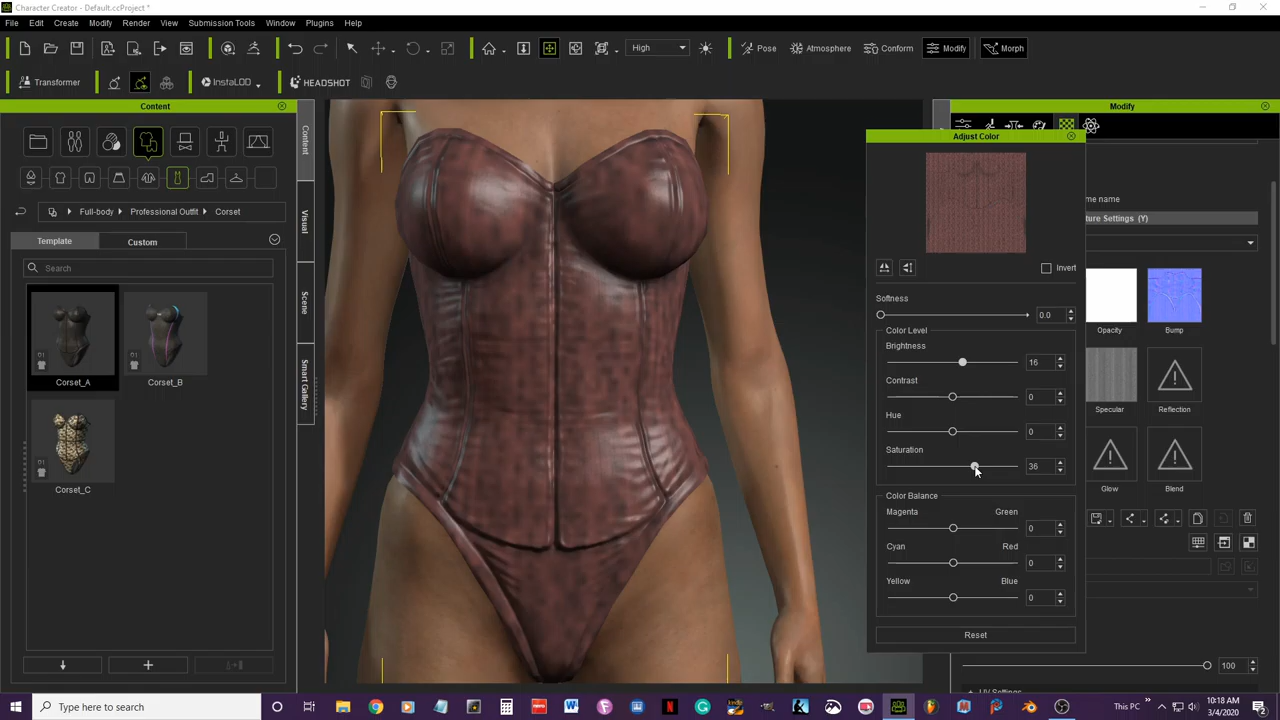 Character Creator - Default.ccProject *
File Edit Create Modify Render View Submission Tools Window Plugins Help
High Pose Atmosphere Conform Modify Morph
Transformer InstaLOD HEADSHOT
Content
Full-body Professional Outfit Corset
Template Custom
Search
Corset_A Corset_B
Corset_C
Content
Visual
Scene
Smart Gallery
Modify
Adjust Color
Invert
Softness
0.0
Color Level
Brightness
16
Contrast
0
Hue
0
Saturation
36
Color Balance
Magenta Green
0
Cyan Red
0
Yellow Blue
0
Reset
me name
ture Settings (Y)
Opacity Bump
Specular Reflection
Glow Blend
100
UV Settings
Type here to search
This PC
10:18 AM
3/4/2020